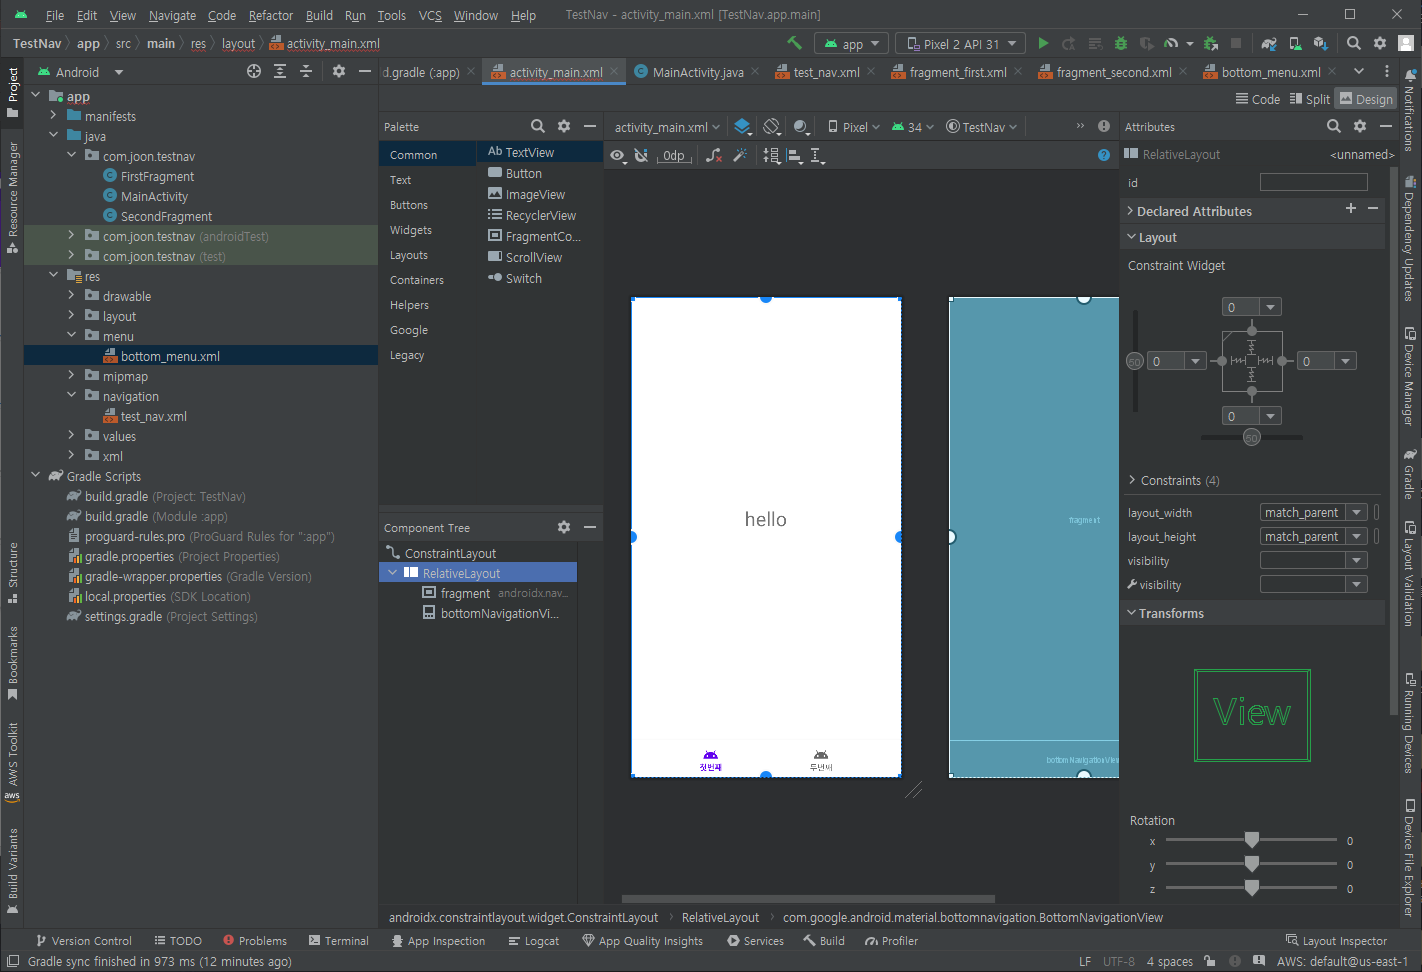 File Edit View Navigate Code Refactor Build Run Tools VCS Window Help TestNav - activity_main.xml [TestNav.app.main]
TestNav app src main res layout activity_main.xml
app Pixel 2 API 31
Android
d.gradle (:app) activity_main.xml MainActivity.java test_nav.xml fragment_first.xml fragment_second.xml bottom_menu.xml
Code Split Design
Project
Resource Manager
Structure
Bookmarks
AWS Toolkit
aws
Build Variants
app
manifests
java
com.joon.testnav
FirstFragment
MainActivity
SecondFragment
com.joon.testnav (androidTest)
com.joon.testnav (test)
res
drawable
layout
menu
bottom_menu.xml
mipmap
navigation
test_nav.xml
values
xml
Gradle Scripts
build.gradle (Project: TestNav)
build.gradle (Module :app)
proguard-rules.pro (ProGuard Rules for ":app")
gradle.properties (Project Properties)
gradle-wrapper.properties (Gradle Version)
local.properties (SDK Location)
settings.gradle (Project Settings)
Palette
Common
Text
Buttons
Widgets
Layouts
Containers
Helpers
Google
Legacy
Ab TextView
Button
ImageView
RecyclerView
FragmentCo...
ScrollView
Switch
Component Tree
ConstraintLayout
RelativeLayout
fragment androidx.nav...
bottomNavigationVi...
activity_main.xml Pixel 34 TestNav
0dp
hello
첫번째 두번째
fragment
bottomNavigationView
Attributes
RelativeLayout <unnamed>
id
Declared Attributes
Layout
Constraint Widget
0
50 0 0
0
50
Constraints (4)
layout_width match_parent
layout_height match_parent
visibility
visibility
Transforms
View
Rotation
x 0
y 0
z 0
Notifications
Dependency Updates
Device Manager
Gradle
Layout Validation
Running Devices
Device File Explorer
androidx.constraintlayout.widget.ConstraintLayout RelativeLayout com.google.android.material.bottomnavigation.BottomNavigationView
Version Control TODO Problems Terminal App Inspection Logcat App Quality Insights Services Build Profiler Layout Inspector
Gradle sync finished in 973 ms (12 minutes ago) LF UTF-8 4 spaces AWS: default@us-east-1